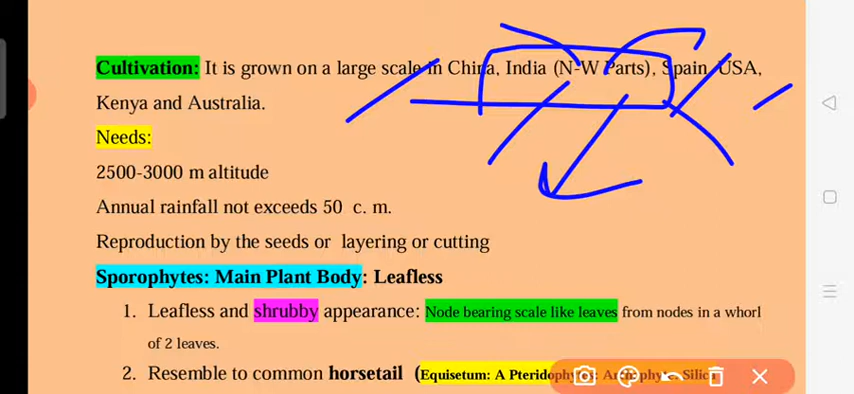 Cultivation: It is grown on a large scale in China, India (N-W Parts), Spain, USA,
Kenya and Australia.
Needs:
2500-3000 m altitude
Annual rainfall not exceeds 50 c. m.
Reproduction by the seeds or layering or cutting
Sporophytes: Main Plant Body: Leafless
1. Leafless and shrubby appearance: Node bearing scale like leaves from nodes in a whorl
of 2 leaves.
2. Resemble to common horsetail (Equisetum: A Pteridophytes: